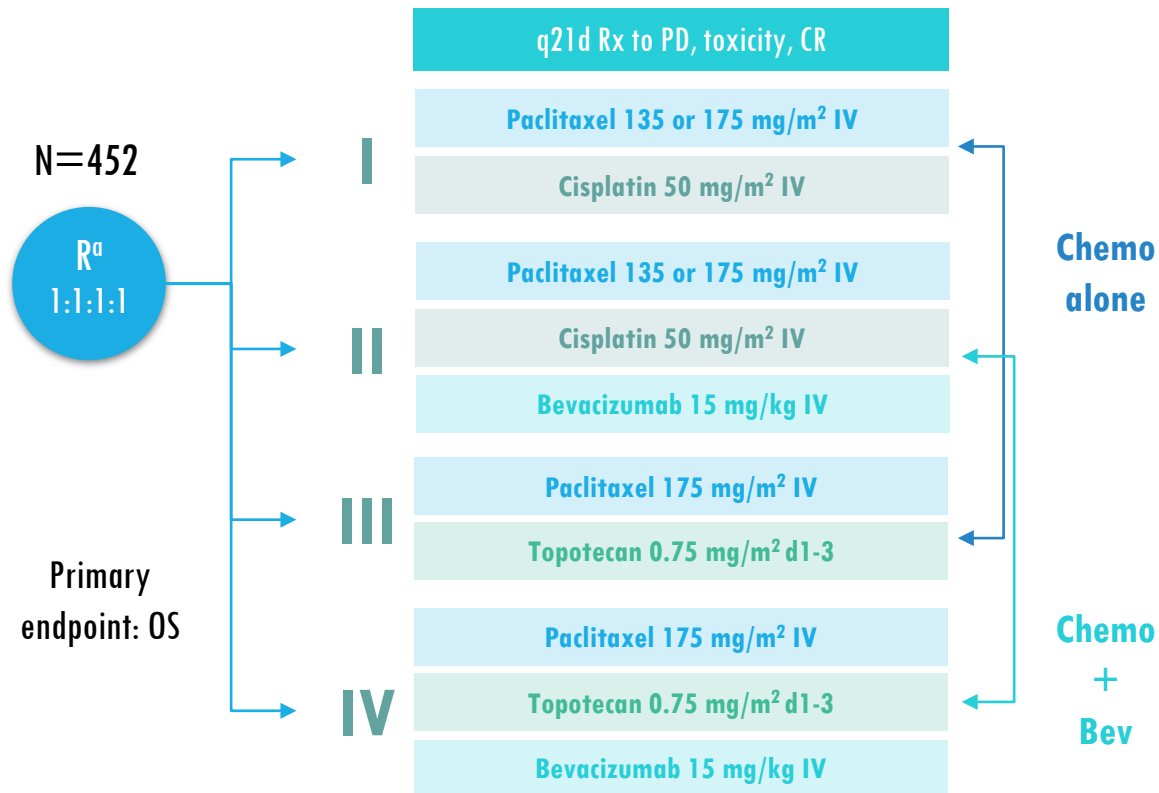 q21d Rx to PD, toxicity, CR
N=452
Rᵃ
1:1:1:1
Primary
endpoint: OS
I
Paclitaxel 135 or 175 mg/m² IV
Cisplatin 50 mg/m² IV
II
Paclitaxel 135 or 175 mg/m² IV
Cisplatin 50 mg/m² IV
Bevacizumab 15 mg/kg IV
III
Paclitaxel 175 mg/m² IV
Topotecan 0.75 mg/m² d1-3
IV
Paclitaxel 175 mg/m² IV
Topotecan 0.75 mg/m² d1-3
Bevacizumab 15 mg/kg IV
Chemo
alone
Chemo
+
Bev